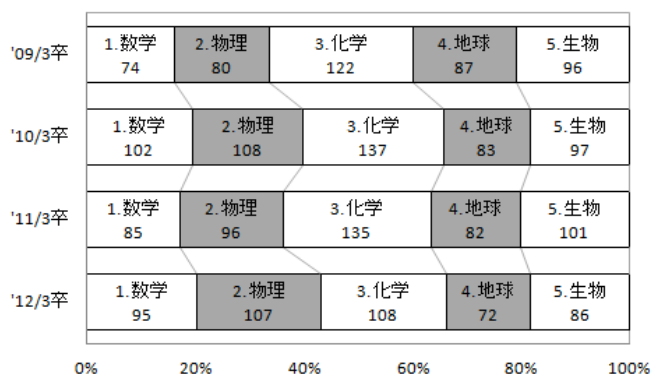 '09/3卒
1.数学 2.物理 3.化学 4.地球 5.生物
74 80 122 87 96
'10/3卒
1.数学 2.物理 3.化学 4.地球 5.生物
102 108 137 83 97
'11/3卒
1.数学 2.物理 3.化学 4.地球 5.生物
85 96 135 82 101
'12/3卒
1.数学 2.物理 3.化学 4.地球 5.生物
95 107 108 72 86
0% 20% 40% 60% 80% 100%